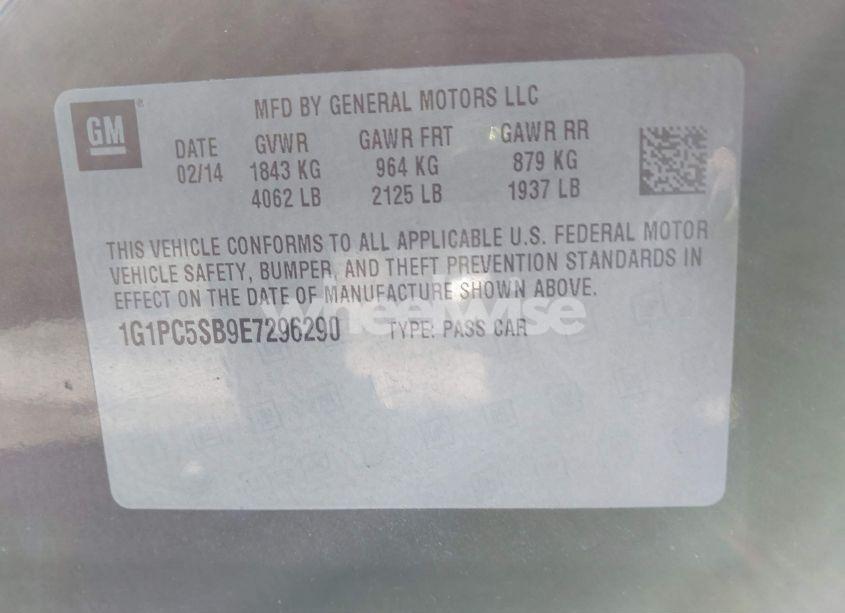 GM
MFD BY GENERAL MOTORS LLC
DATE GVWR GAWR FRT GAWR RR
02/14 1843 KG 964 KG 879 KG
4062 LB 2125 LB 1937 LB
THIS VEHICLE CONFORMS TO ALL APPLICABLE U.S. FEDERAL MOTOR
VEHICLE SAFETY, BUMPER, AND THEFT PREVENTION STANDARDS IN
EFFECT ON THE DATE OF MANUFACTURE SHOWN ABOVE.
wheelwise
1G1PC5SB9E7296290 TYPE: PASS CAR